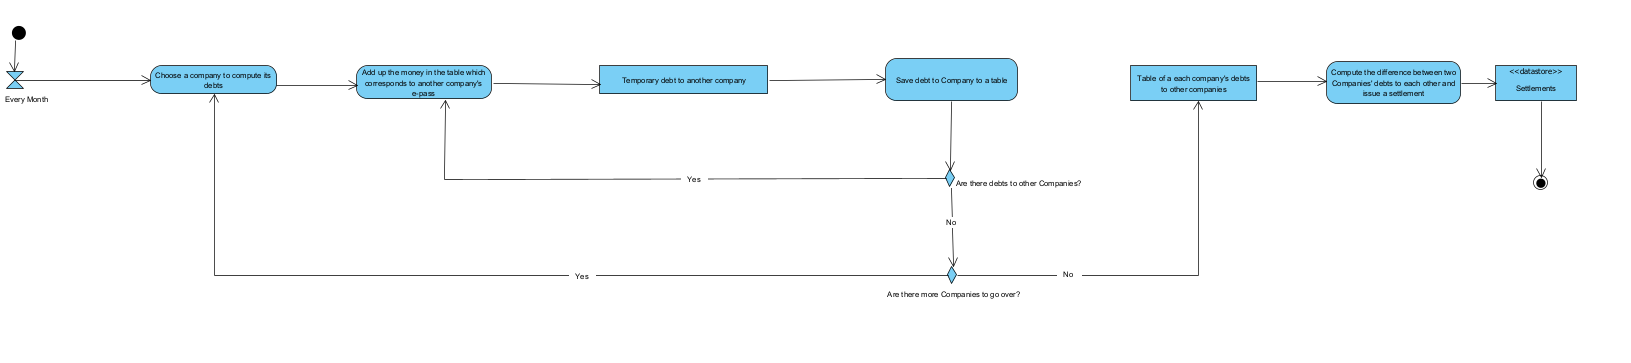 Every Month
Choose a company to compute its
debts
Add up the money in the table which
corresponds to another company's
e-pass
Temporary debt to another company
Save debt to Company to a table
Table of a each company's debts
to other companies
Compute the difference between two
Companies' debts to each other and
issue a settlement
<<datastore>>
Settlements
Yes
Are there debts to other Companies?
No
Yes
No
Are there more Companies to go over?